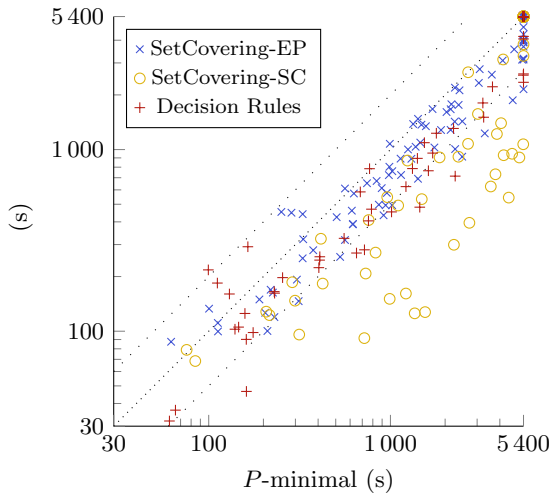 5 400
SetCovering-EP
SetCovering-SC
Decision Rules
1 000
(s)
100
30
30
100
1 000
5 400
P-minimal (s)